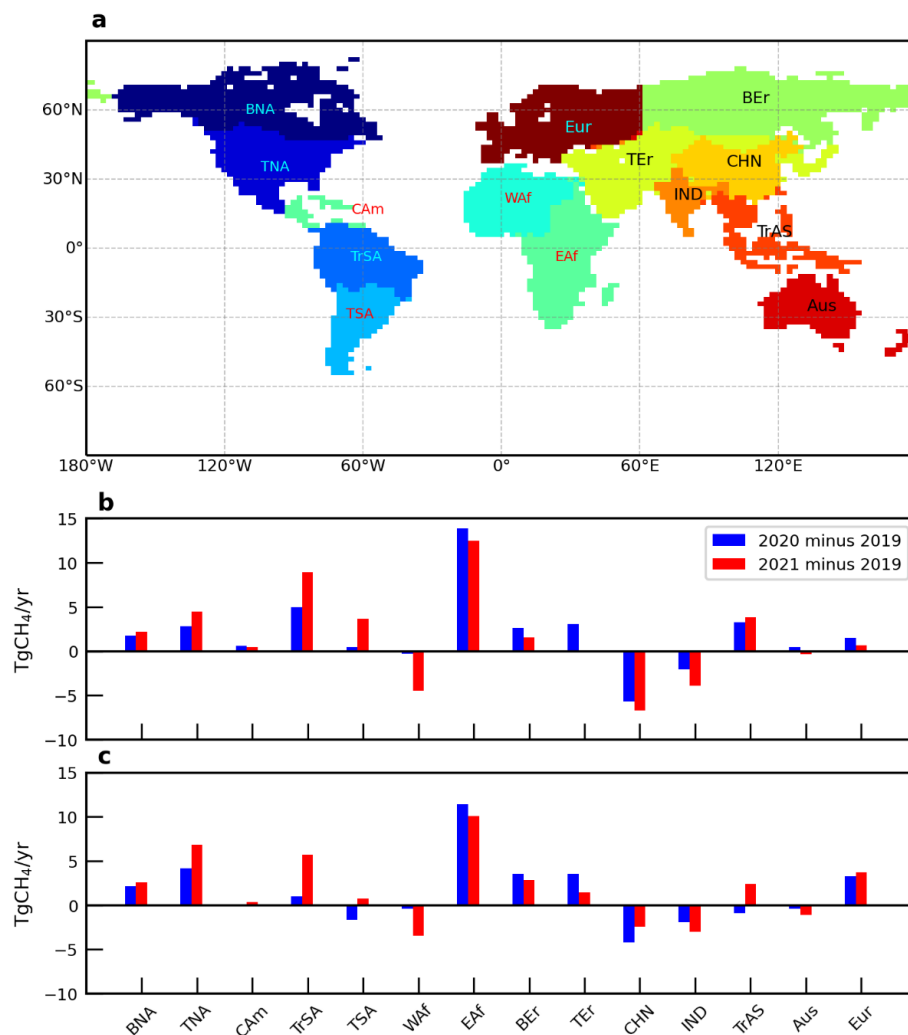 a
60°N
30°N
0°
30°S
60°S
180°W 120°W 60°W 0° 60°E 120°E
BNA
TNA
CAm
TrSA
TSA
WAf
EAf
Eur
BEr
TEr
CHN
IND
TrAS
Aus
b
15
10
5
0
−5
−10
TgCH₄/yr
2020 minus 2019
2021 minus 2019
c
15
10
5
0
−5
−10
TgCH₄/yr
BNA TNA CAm TrSA TSA WAf EAf BEr TEr CHN IND TrAS Aus Eur